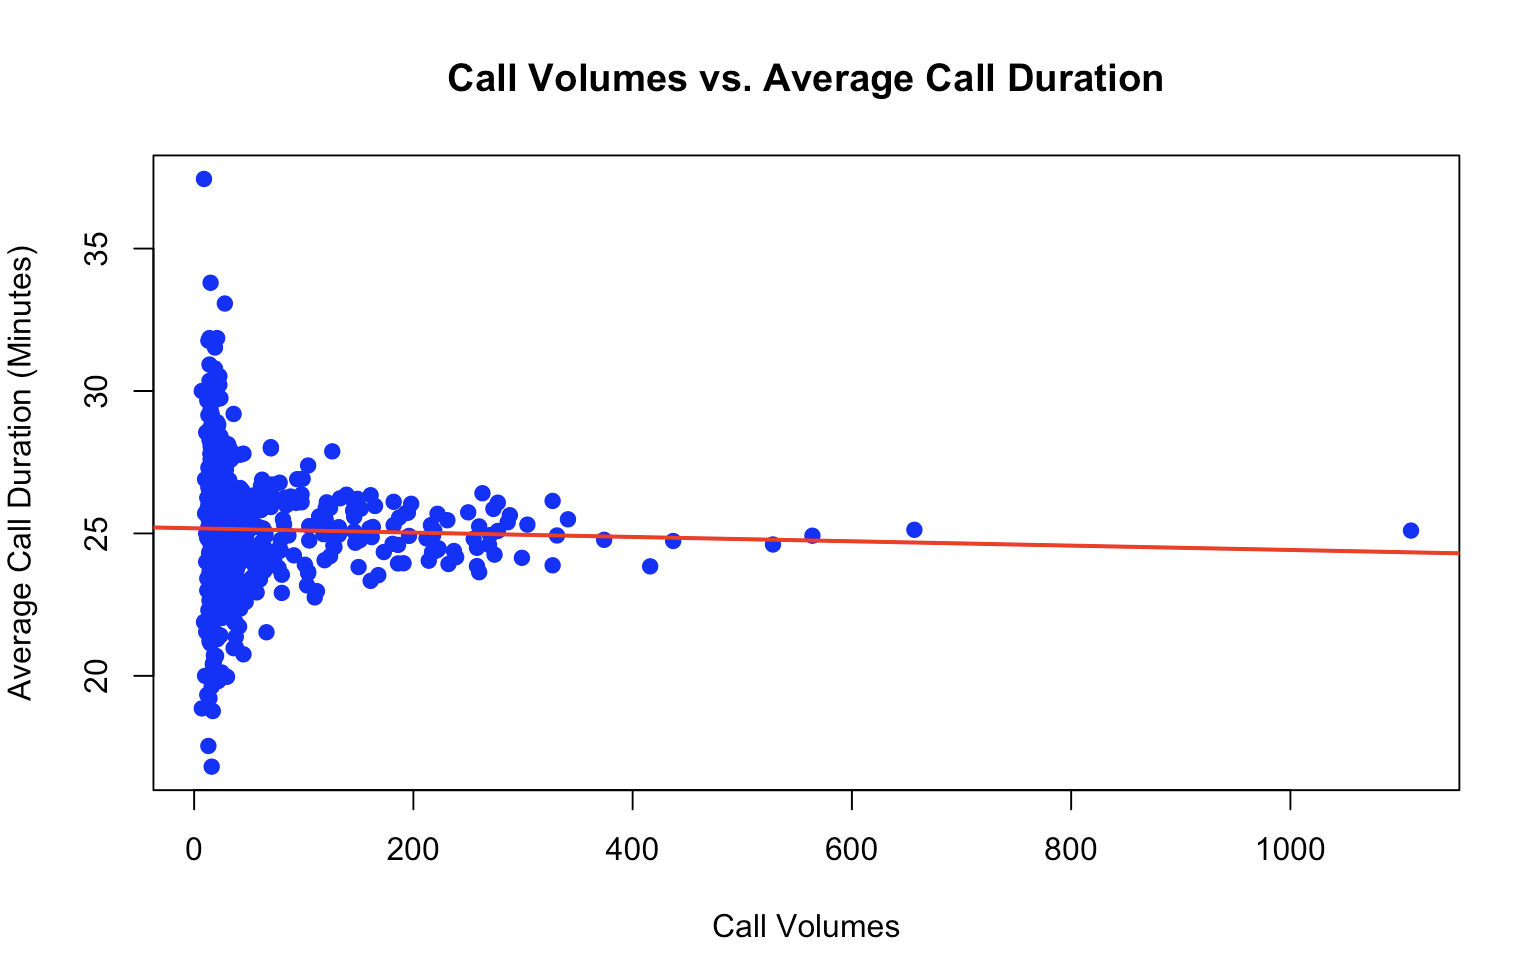 Call Volumes vs. Average Call Duration
Average Call Duration (Minutes)
35
30
25
20
0 200 400 600 800 1000
Call Volumes